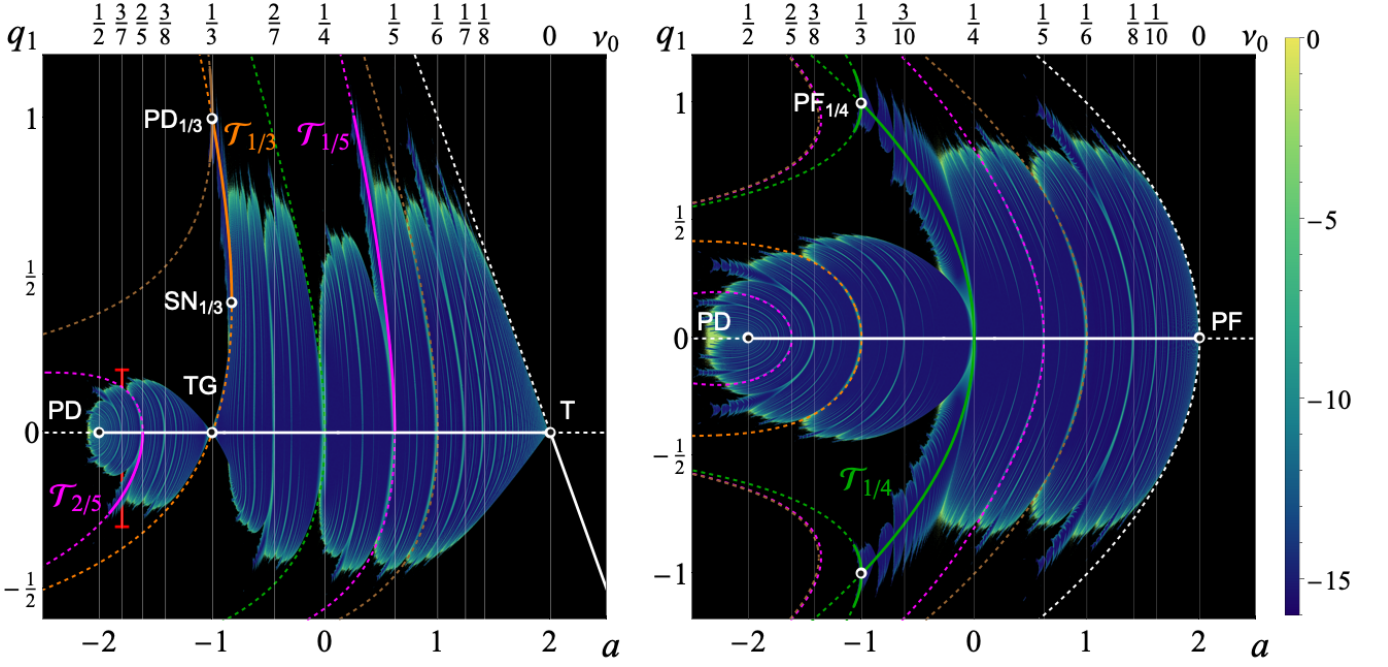 q₁ 1/2 3/7 2/5 1/3 2/7 1/4 1/5 1/6 1/7 1/8 0 ν₀
1
PD₁/₃
𝒯₁/₃
𝒯₁/₅
1/2
SN₁/₃
TG
PD
T
0
𝒯₂/₅
-1/2
−2 −1 0 1 2 a
q₁ 1/2 2/5 3/8 1/3 3/10 1/4 1/5 1/6 1/8 1/10 0 ν₀
1
PF₁/₄
1/2
PD
PF
0
-1/2
𝒯₁/₄
−1
−2 −1 0 1 2 a
0
−5
−10
−15